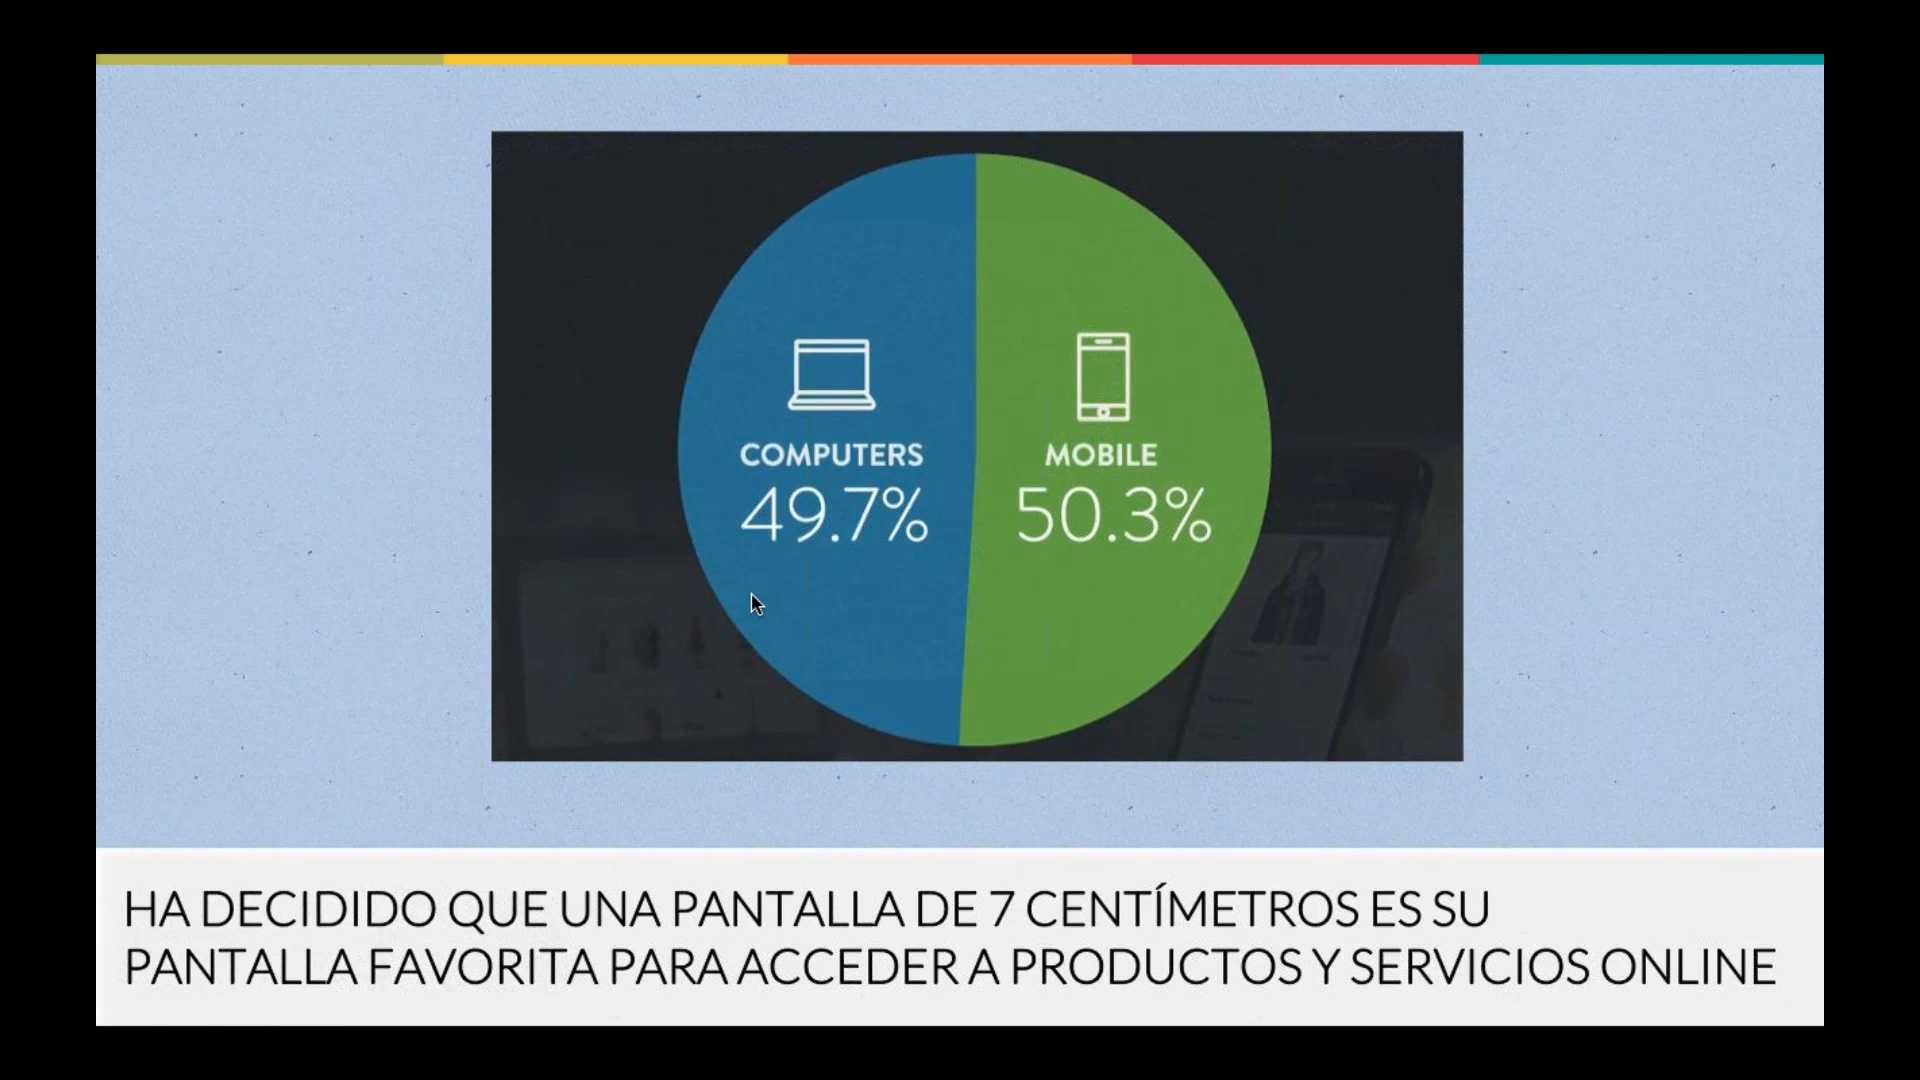 COMPUTERS
49.7%
MOBILE
50.3%
HA DECIDIDO QUE UNA PANTALLA DE 7 CENTÍMETROS ES SU
PANTALLA FAVORITA PARA ACCEDER A PRODUCTOS Y SERVICIOS ONLINE